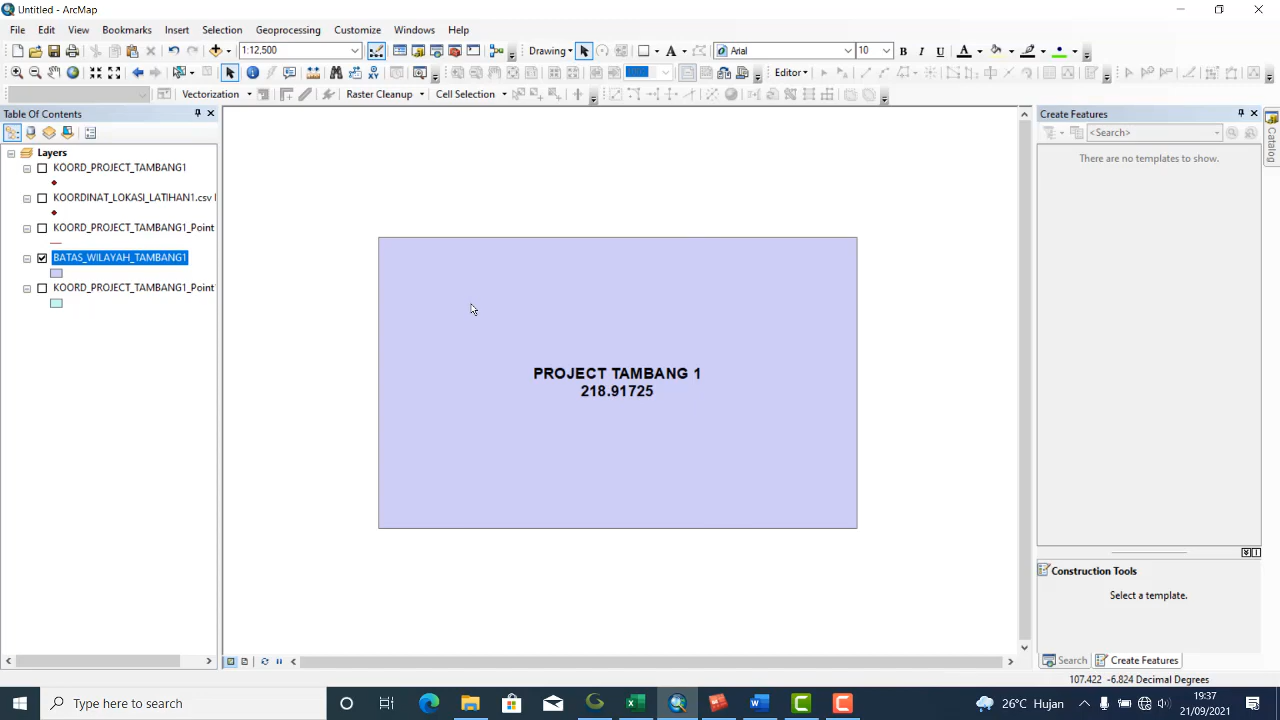 Untitled - ArcMap
File Edit View Bookmarks Insert Selection Geoprocessing Customize Windows Help
1:12,500 Drawing Arial 10 B I U A
Editor
Vectorization Raster Cleanup Cell Selection
Table Of Contents
Layers
KOORD_PROJECT_TAMBANG1
KOORDINAT_LOKASI_LATIHAN1.csv
KOORD_PROJECT_TAMBANG1_Point
BATAS_WILAYAH_TAMBANG1
KOORD_PROJECT_TAMBANG1_Point
PROJECT TAMBANG 1
218.91725
Create Features
<Search>
There are no templates to show.
Catalog
Construction Tools
Select a template.
Search Create Features
107.422 -6.824 Decimal Degrees
Type here to search
26°C Hujan
19:37
21/09/2021